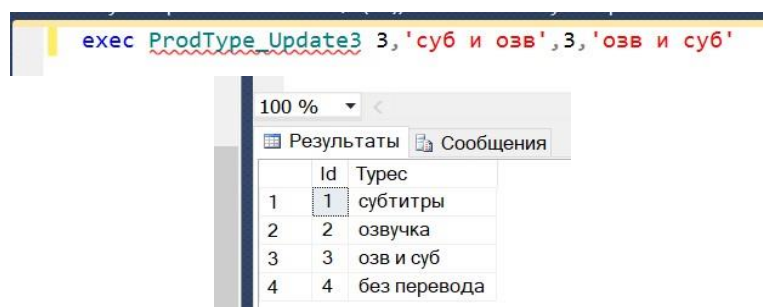 exec ProdType_Update3 3,'суб и озв',3,'озв и суб'
100 %
Результаты Сообщения
Id Typec
1 1 субтитры
2 2 озвучка
3 3 озв и суб
4 4 без перевода